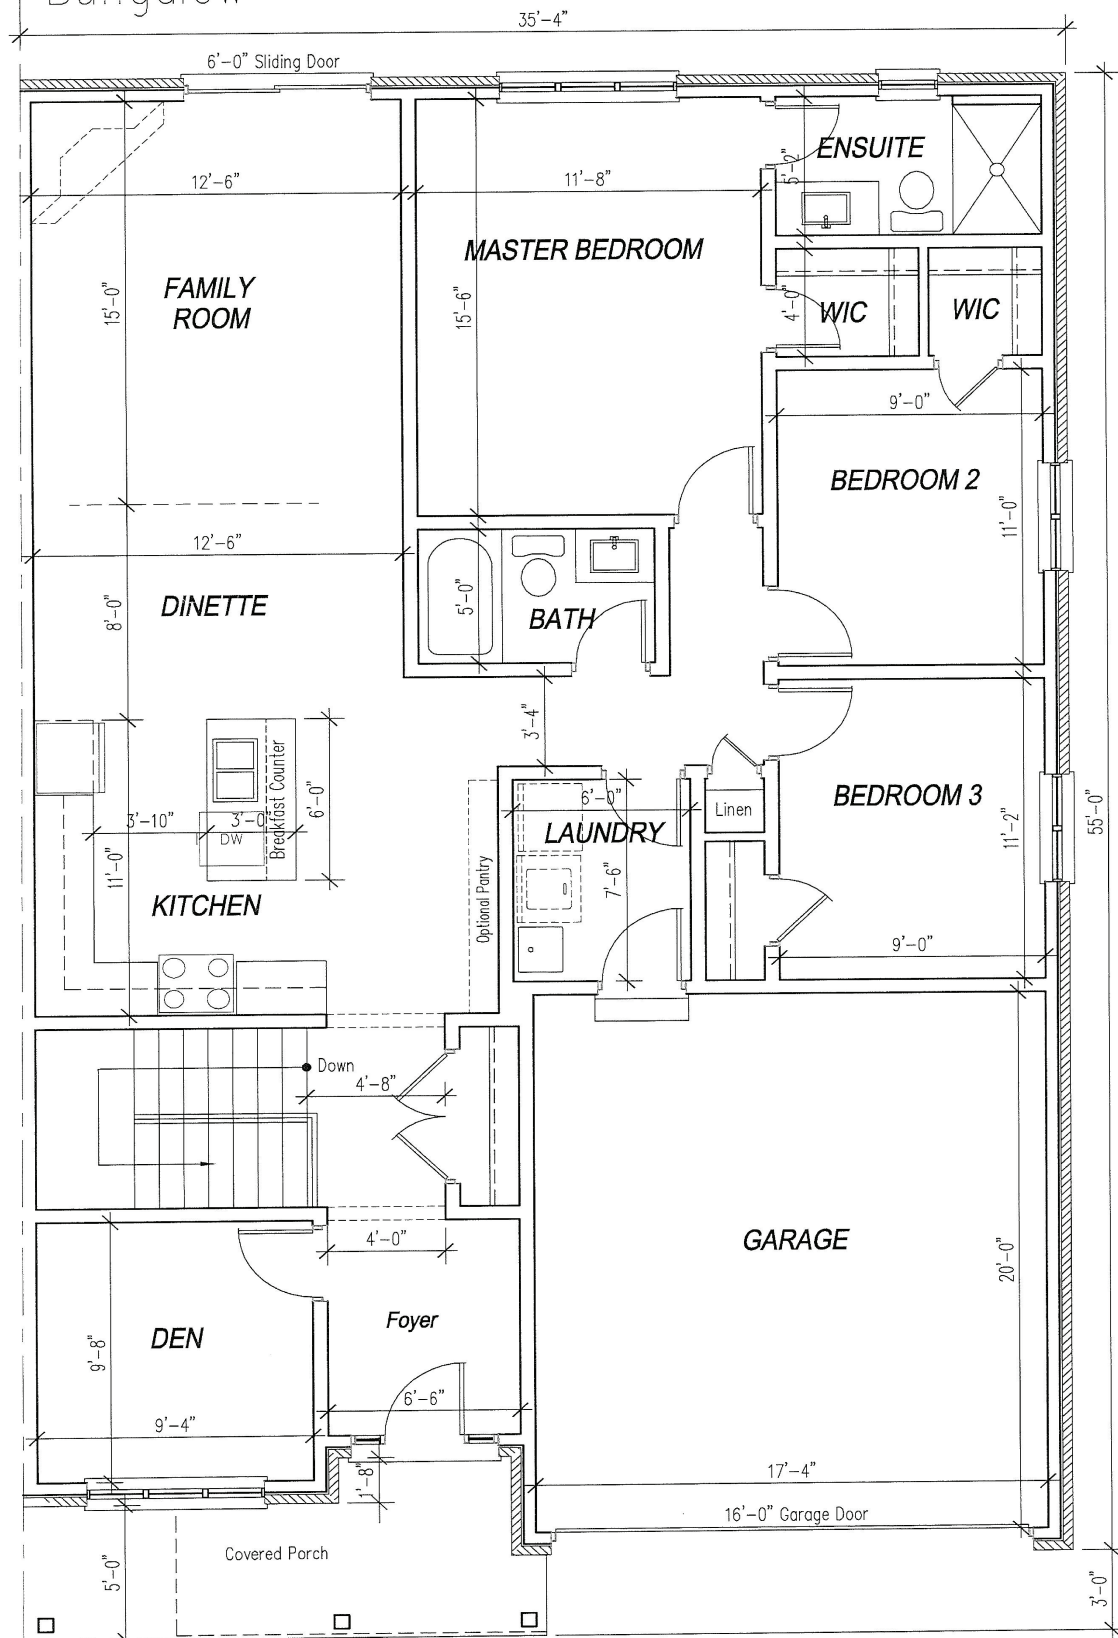 Bungalow
35'-4"
6'-0" Sliding Door
ENSUITE
5'-2"
12'-6"
11'-8"
MASTER BEDROOM
FAMILY
ROOM
15'-0"
15'-6"
4'-0"
WIC
WIC
9'-0"
BEDROOM 2
11'-0"
12'-6"
DINETTE
8'-0"
5'-0"
BATH
3'-4"
Breakfast Counter
6'-0"
6'-0"
Linen
BEDROOM 3
11'-2"
55'-0"
3'-10"
3'-0"
DW
LAUNDRY
7'-6"
11'-0"
KITCHEN
Optional Pantry
9'-0"
Down
4'-8"
GARAGE
20'-0"
4'-0"
Foyer
DEN
9'-8"
6'-6"
9'-4"
1'-8"
17'-4"
16'-0" Garage Door
Covered Porch
5'-0"
3'-0"